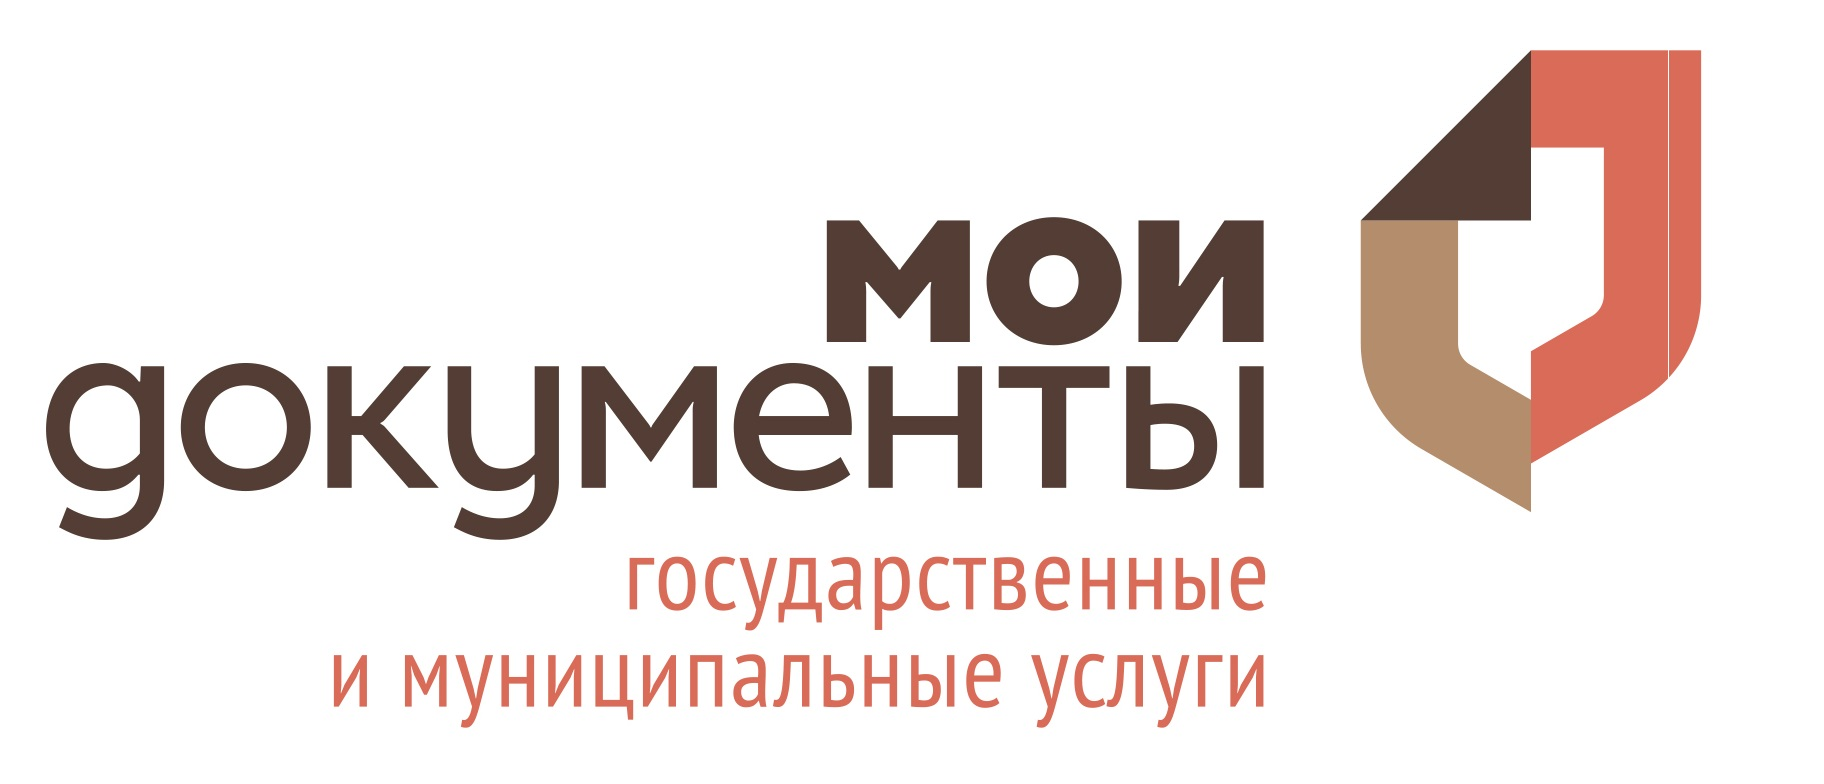 мои
документы
государственные
и муниципальные услуги